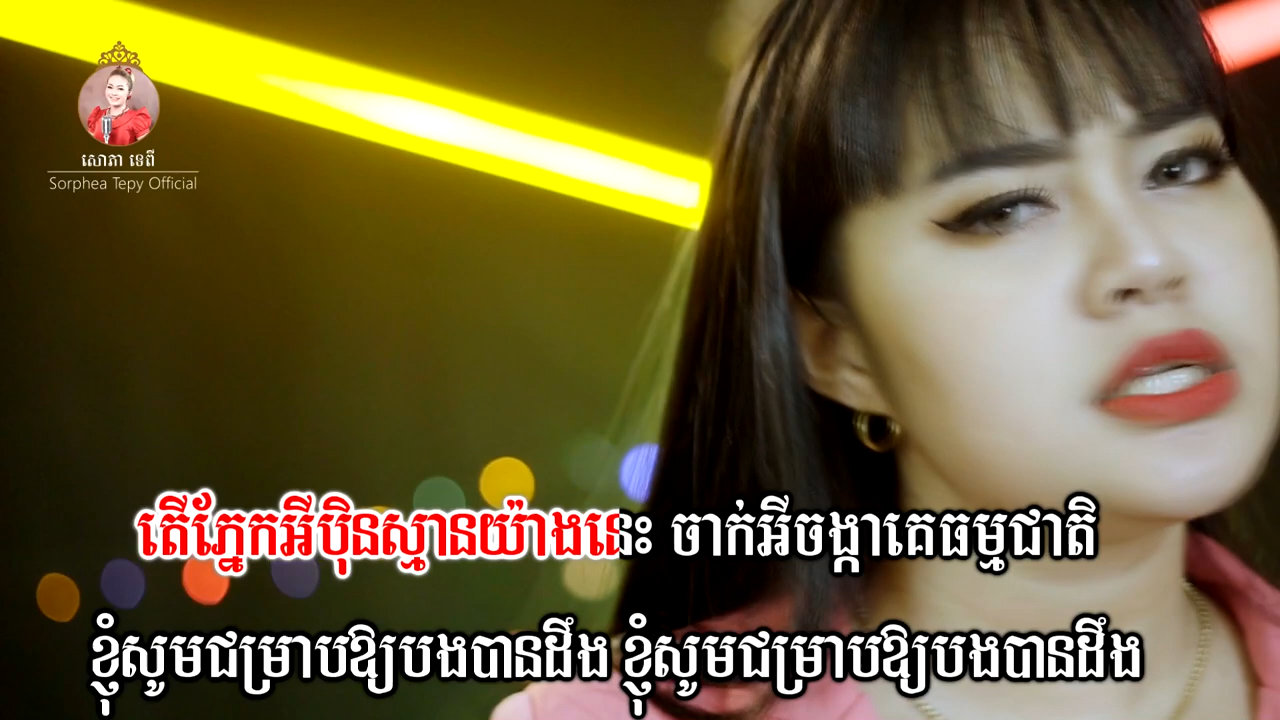 សោភា ទេពី
Sorphea Tepy Official
តើភ្នែកអីប៉ិនស្មានយ៉ាងនេះ ចាក់អីចង្កាគេធម្មជាតិ
ខ្ញុំសូមជម្រាបឱ្យបងបានដឹង ខ្ញុំសូមជម្រាបឱ្យបងបានដឹង